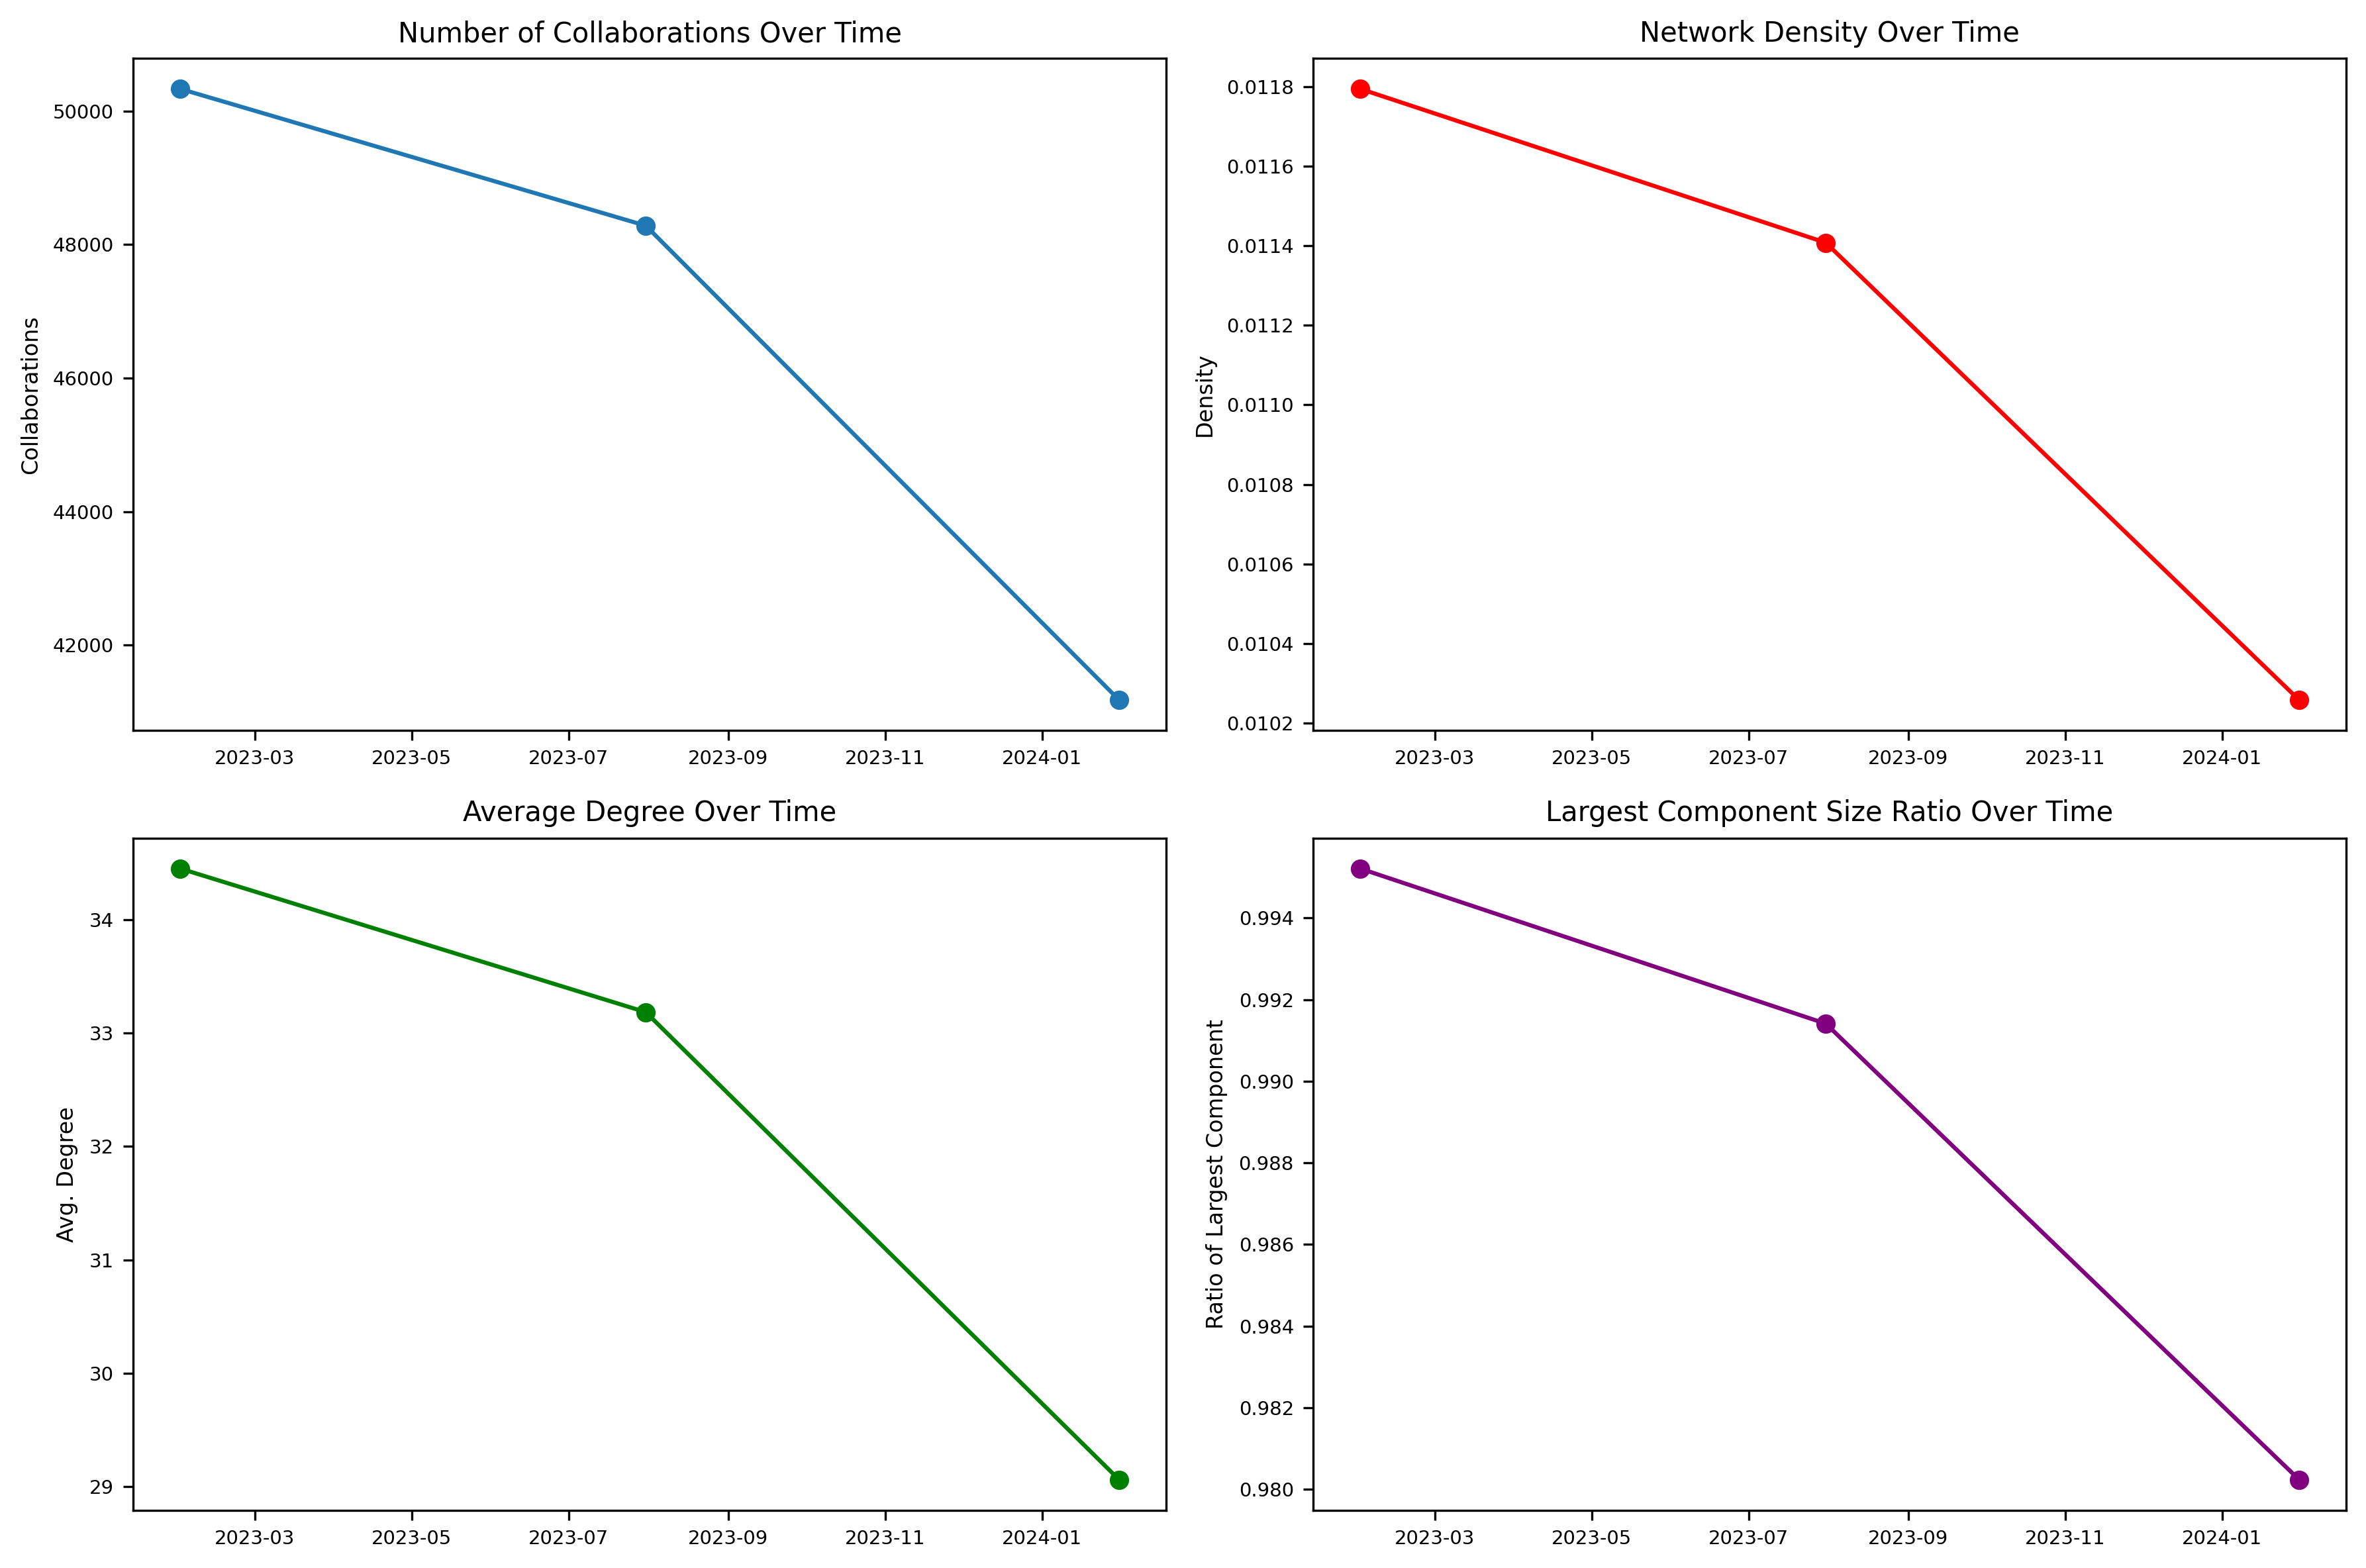 Number of Collaborations Over Time
Collaborations
50000
48000
46000
44000
42000
2023-03 2023-05 2023-07 2023-09 2023-11 2024-01
Network Density Over Time
Density
0.0118
0.0116
0.0114
0.0112
0.0110
0.0108
0.0106
0.0104
0.0102
2023-03 2023-05 2023-07 2023-09 2023-11 2024-01
Average Degree Over Time
Avg. Degree
34
33
32
31
30
29
2023-03 2023-05 2023-07 2023-09 2023-11 2024-01
Largest Component Size Ratio Over Time
Ratio of Largest Component
0.994
0.992
0.990
0.988
0.986
0.984
0.982
0.980
2023-03 2023-05 2023-07 2023-09 2023-11 2024-01